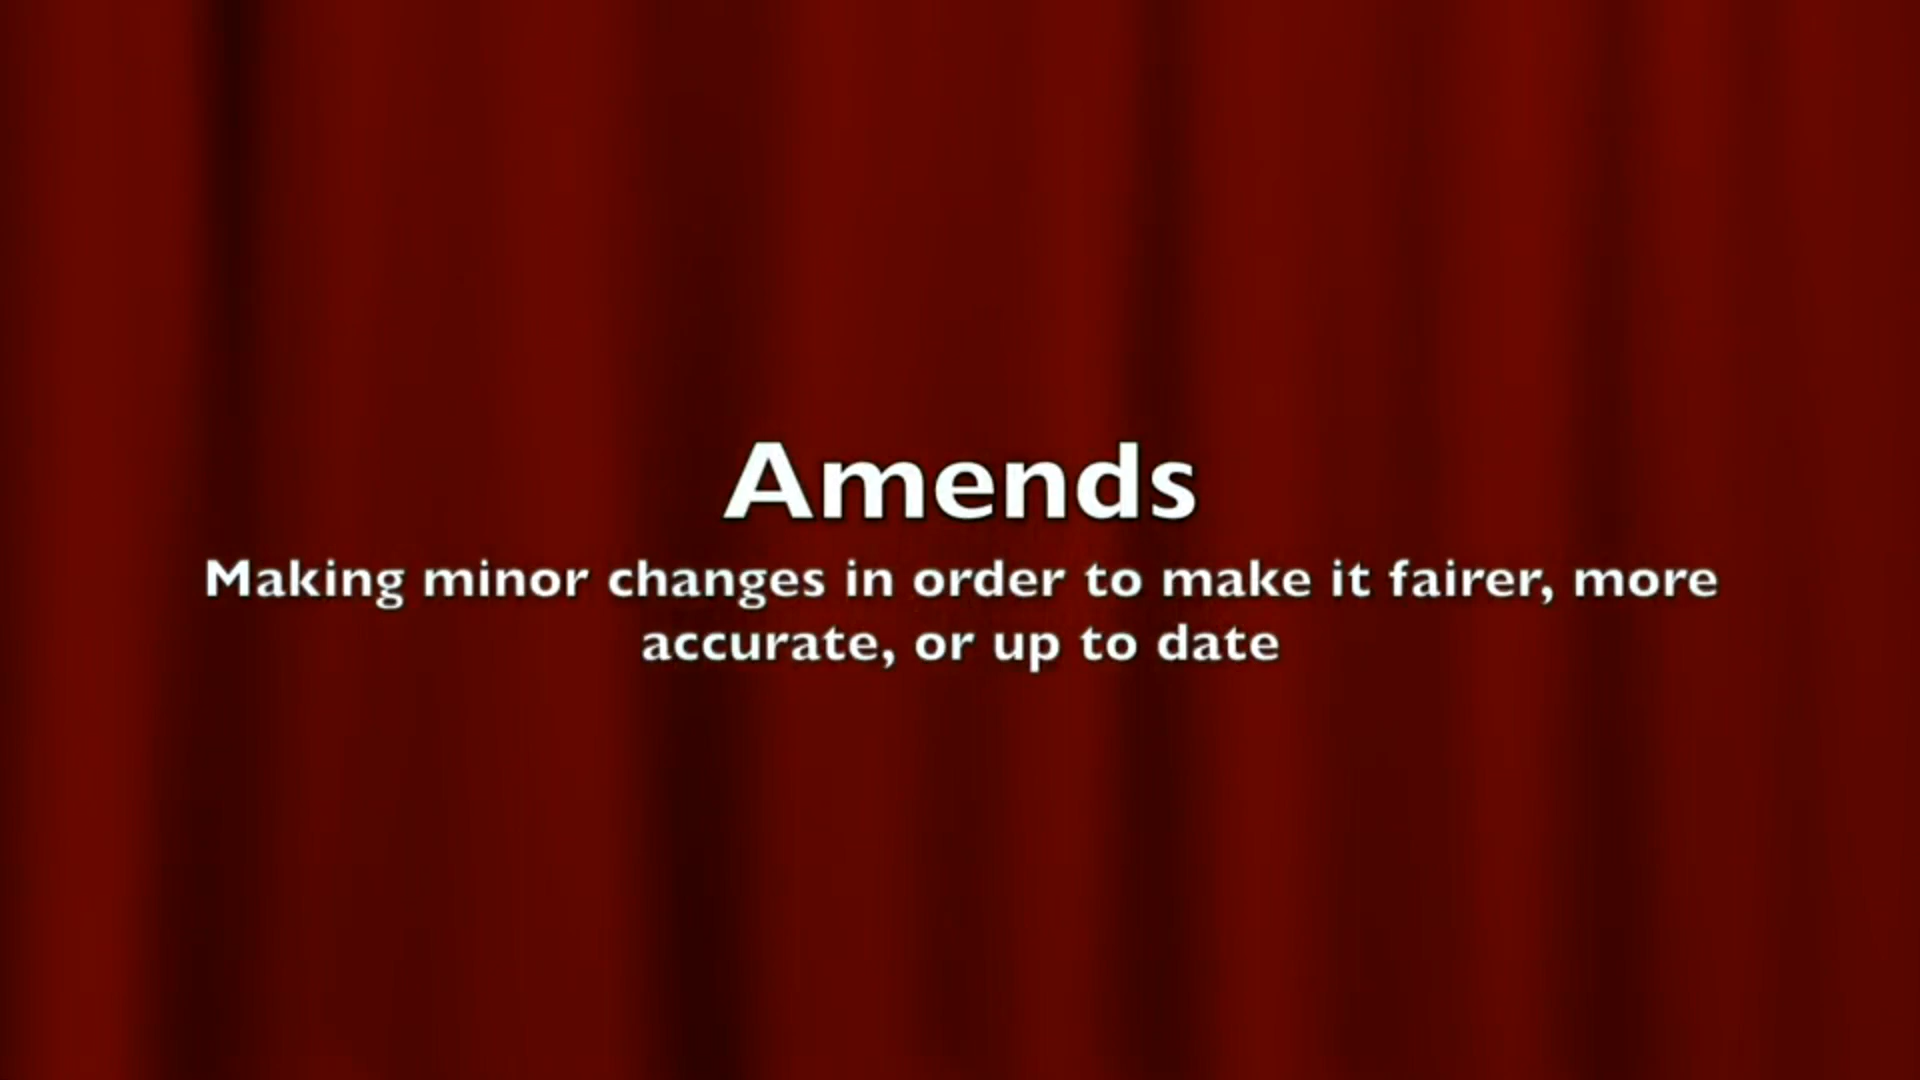 Amends
Making minor changes in order to make it fairer, more
accurate, or up to date